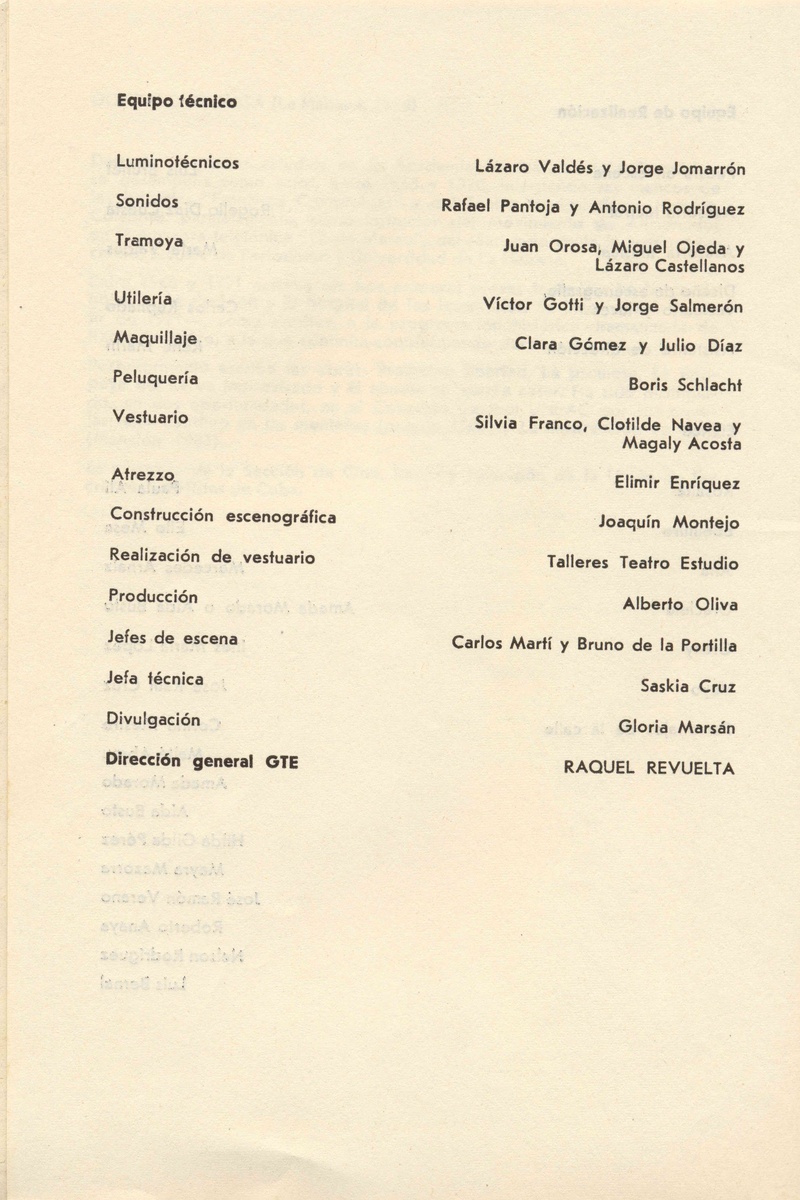 Equipo técnico
Luminotécnicos Lázaro Valdés y Jorge Jomarrón
Sonidos Rafael Pantoja y Antonio Rodríguez
Tramoya Juan Orosa, Miguel Ojeda y
Lázaro Castellanos
Utilería Víctor Gotti y Jorge Salmerón
Maquillaje Clara Gómez y Julio Díaz
Peluquería Boris Schlacht
Vestuario Silvia Franco, Clotilde Navea y
Magaly Acosta
Atrezzo Elimir Enríquez
Construcción escenográfica Joaquín Montejo
Realización de vestuario Talleres Teatro Estudio
Producción Alberto Oliva
Jefes de escena Carlos Martí y Bruno de la Portilla
Jefa técnica Saskia Cruz
Divulgación Gloria Marsán
Dirección general GTE RAQUEL REVUELTA